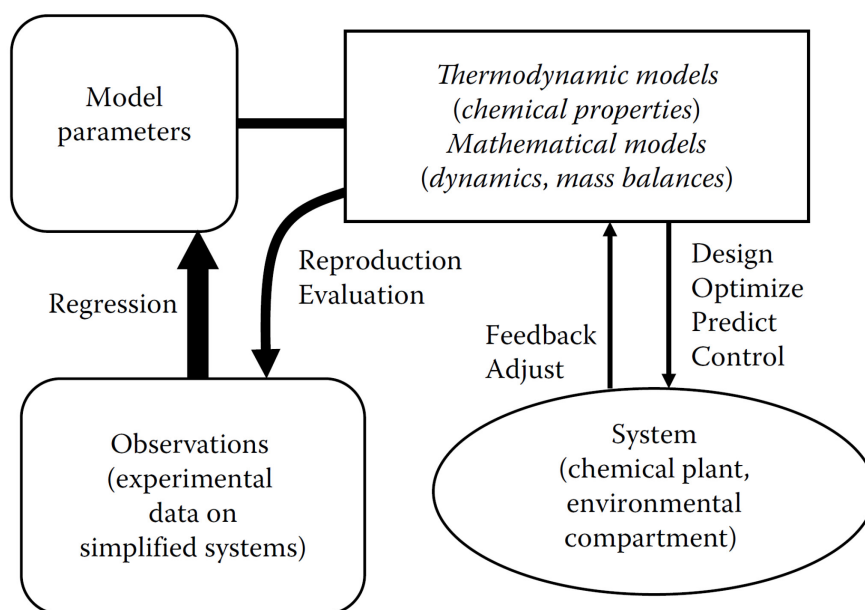 Model
parameters
Thermodynamic models
(chemical properties)
Mathematical models
(dynamics, mass balances)
Regression
Reproduction
Evaluation
Feedback
Adjust
Design
Optimize
Predict
Control
Observations
(experimental
data on
simplified systems)
System
(chemical plant,
environmental
compartment)